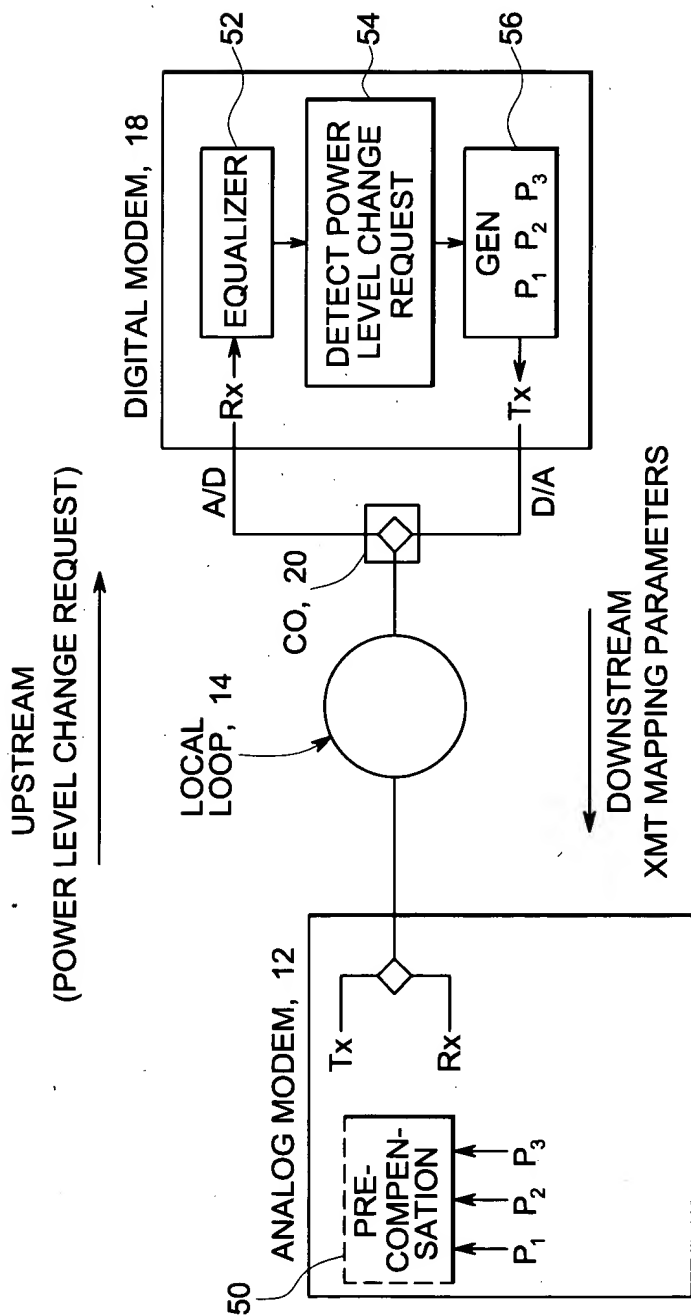 UPSTREAM
(POWER LEVEL CHANGE REQUEST)
ANALOG MODEM, 12
50
PRE-
COMPEN-
SATION
P1 P2 P3
Tx
Rx
LOCAL
LOOP, 14
CO, 20
A/D
D/A
DIGITAL MODEM, 18
Rx
EQUALIZER
52
DETECT POWER
LEVEL CHANGE
REQUEST
54
GEN
P1 P2 P3
56
Tx
DOWNSTREAM
XMT MAPPING PARAMETERS